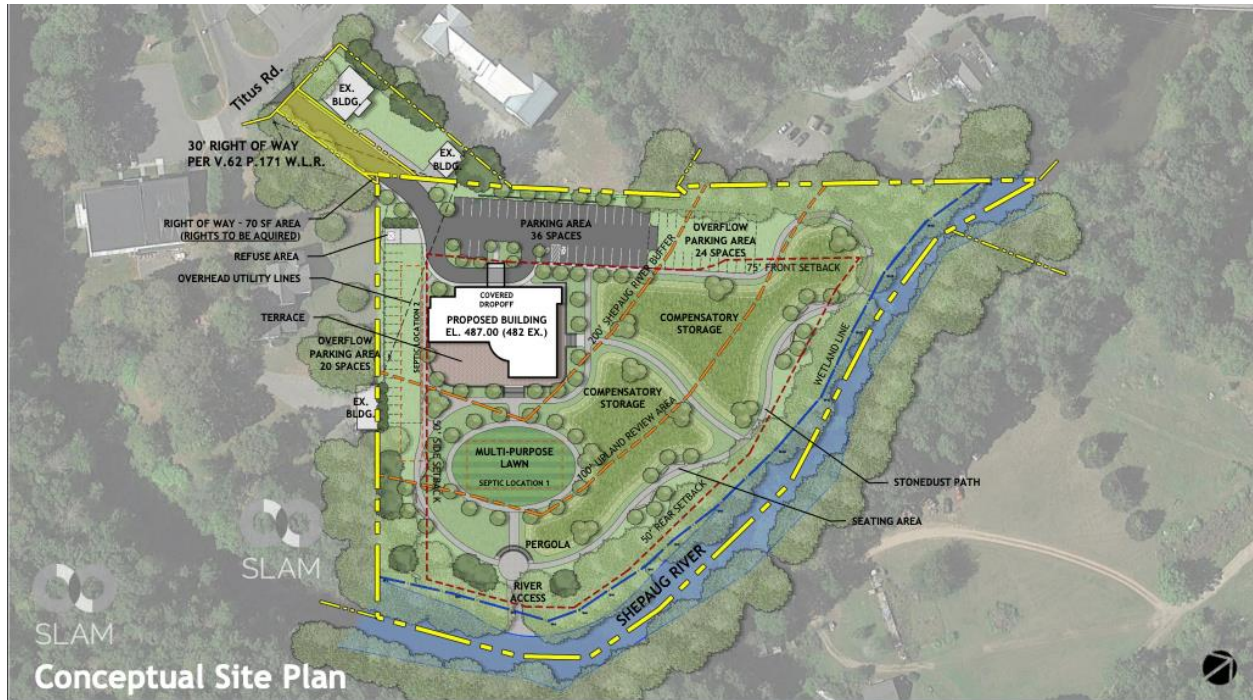 Titus Rd.
EX.
BLDG.
30' RIGHT OF WAY
PER V.62 P.171 W.L.R.
EX.
BLDG.
RIGHT OF WAY - 70 SF AREA
(RIGHTS TO BE AQUIRED)
REFUSE AREA
OVERHEAD UTILITY LINES
TERRACE
PARKING AREA
36 SPACES
OVERFLOW
PARKING AREA
24 SPACES
75' FRONT SETBACK
200' SHEPAUG RIVER BUFFER
COVERED
DROPOFF
PROPOSED BUILDING
EL. 487.00 (482 EX.)
COMPENSATORY
STORAGE
SEPTIC LOCATION 2
OVERFLOW
PARKING AREA
20 SPACES
EX.
BLDG.
50' SIDE SETBACK
COMPENSATORY
STORAGE
100' UPLAND REVIEW AREA
WETLAND LINE
MULTI-PURPOSE
LAWN
SEPTIC LOCATION 1
STONEDUST PATH
SEATING AREA
50' REAR SETBACK
PERGOLA
RIVER
ACCESS
SHEPAUG RIVER
SLAM
SLAM
Conceptual Site Plan